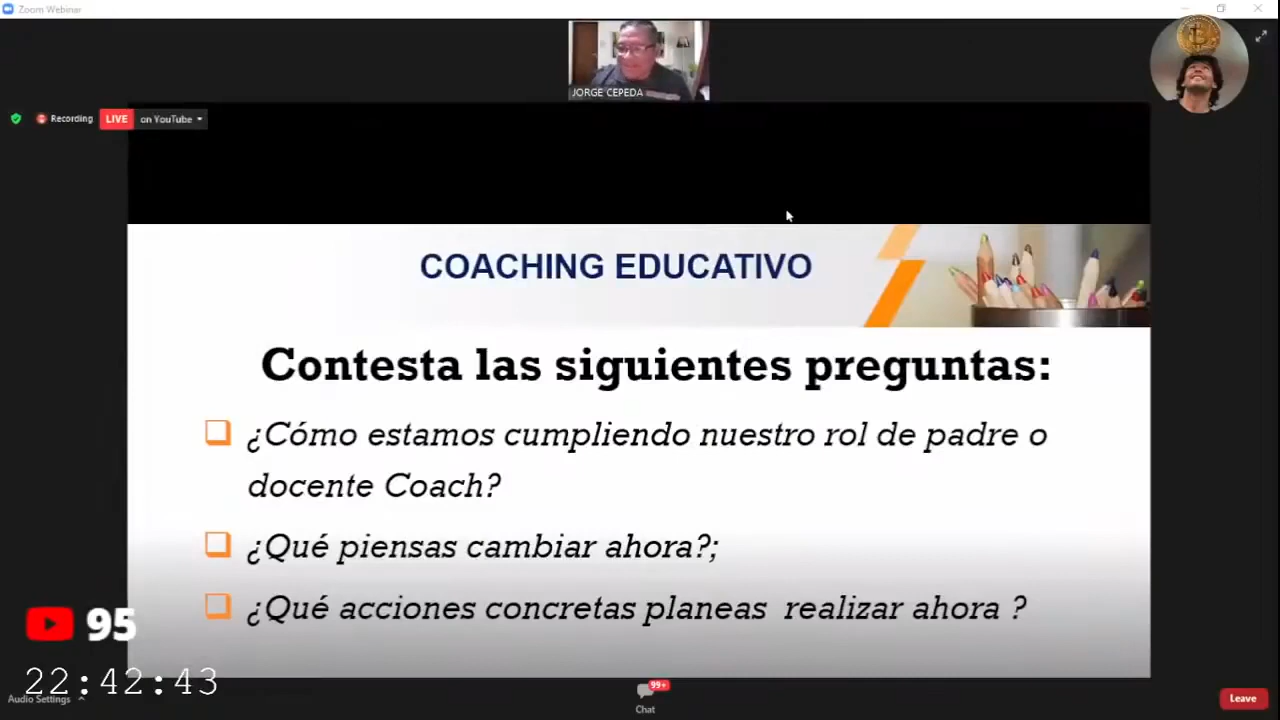 Zoom Webinar
JORGE CEPEDA
Recording
LIVE
on YouTube
COACHING EDUCATIVO
Contesta las siguientes preguntas:
¿Cómo estamos cumpliendo nuestro rol de padre o
docente Coach?
¿Qué piensas cambiar ahora?;
¿Qué acciones concretas planeas realizar ahora ?
95
22:42:43
Audio Settings
99+
Chat
Leave